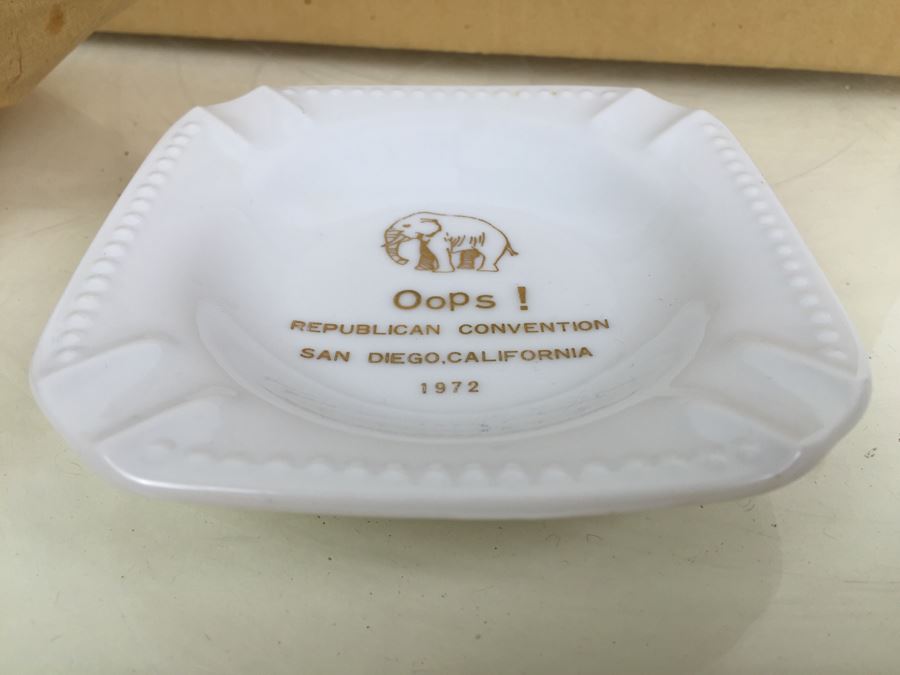 Oops !
REPUBLICAN CONVENTION
SAN DIEGO, CALIFORNIA
1972